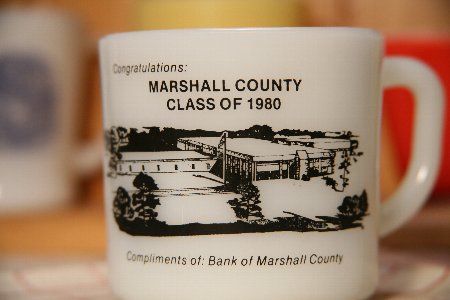 Congratulations:
MARSHALL COUNTY
CLASS OF 1980
Compliments of: Bank of Marshall County